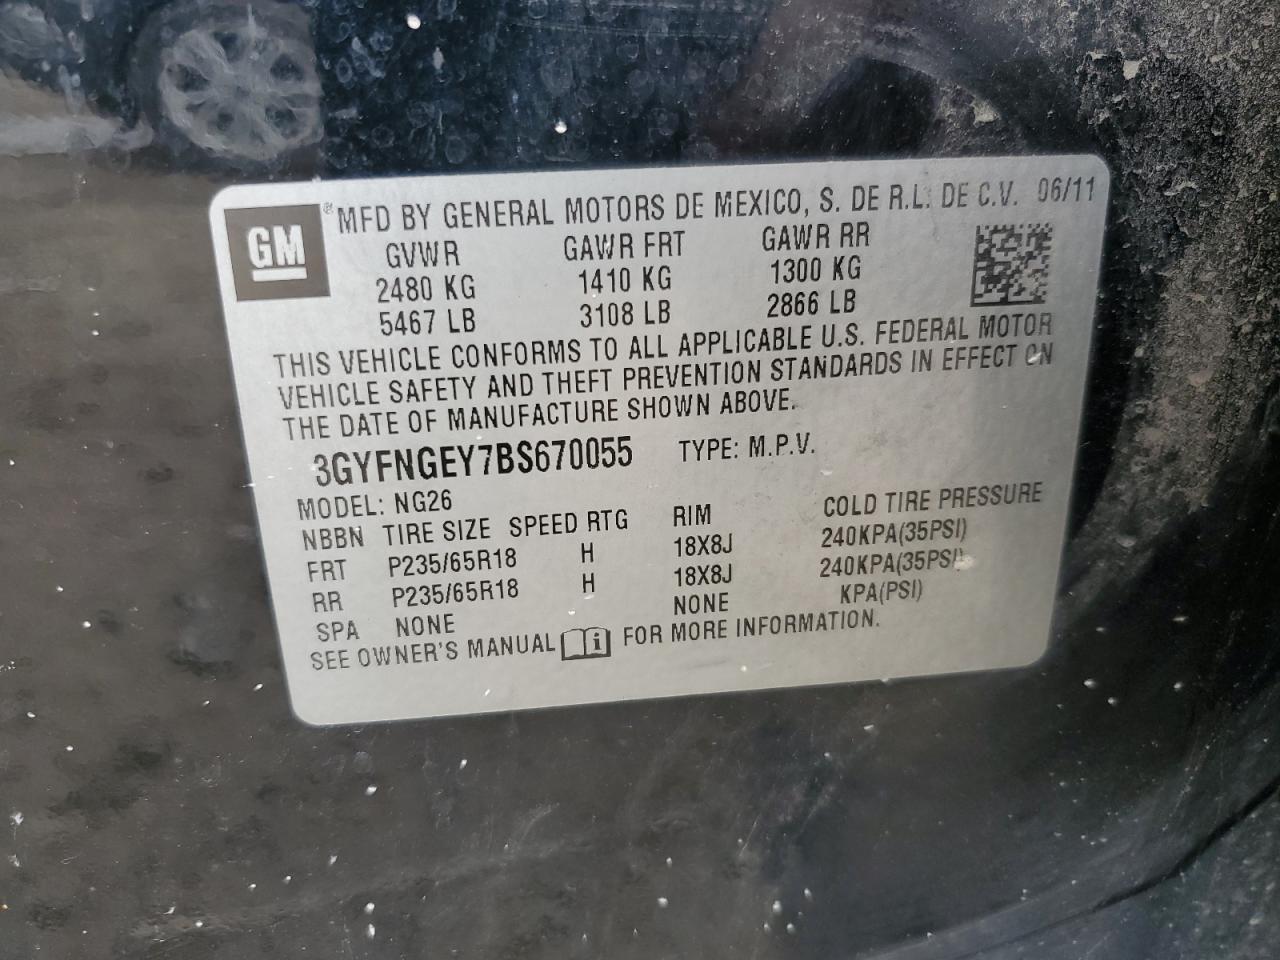 GM ® MFD BY GENERAL MOTORS DE MEXICO, S. DE R.L. DE C.V. 06/11
GVWR GAWR FRT GAWR RR
2480 KG 1410 KG 1300 KG
5467 LB 3108 LB 2866 LB
THIS VEHICLE CONFORMS TO ALL APPLICABLE U.S. FEDERAL MOTOR
VEHICLE SAFETY AND THEFT PREVENTION STANDARDS IN EFFECT ON
THE DATE OF MANUFACTURE SHOWN ABOVE.
3GYFNGEY7BS670055 TYPE: M.P.V.
MODEL: NG26
NBBN TIRE SIZE SPEED RTG RIM COLD TIRE PRESSURE
FRT P235/65R18 H 18X8J 240KPA(35PSI)
RR P235/65R18 H 18X8J 240KPA(35PSI)
SPA NONE NONE KPA(PSI)
SEE OWNER'S MANUAL i FOR MORE INFORMATION.